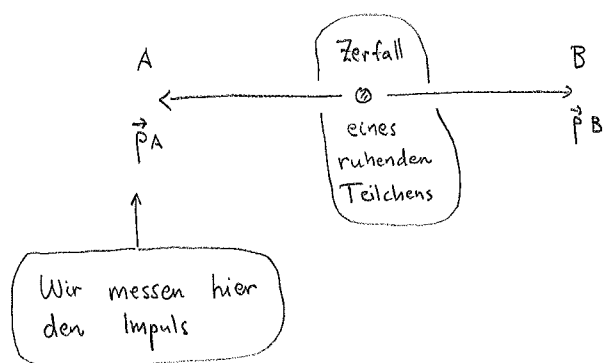 Zerfall
eines
ruhenden
Teilchens
A
B
p⃗A
p⃗B
Wir messen hier
den Impuls